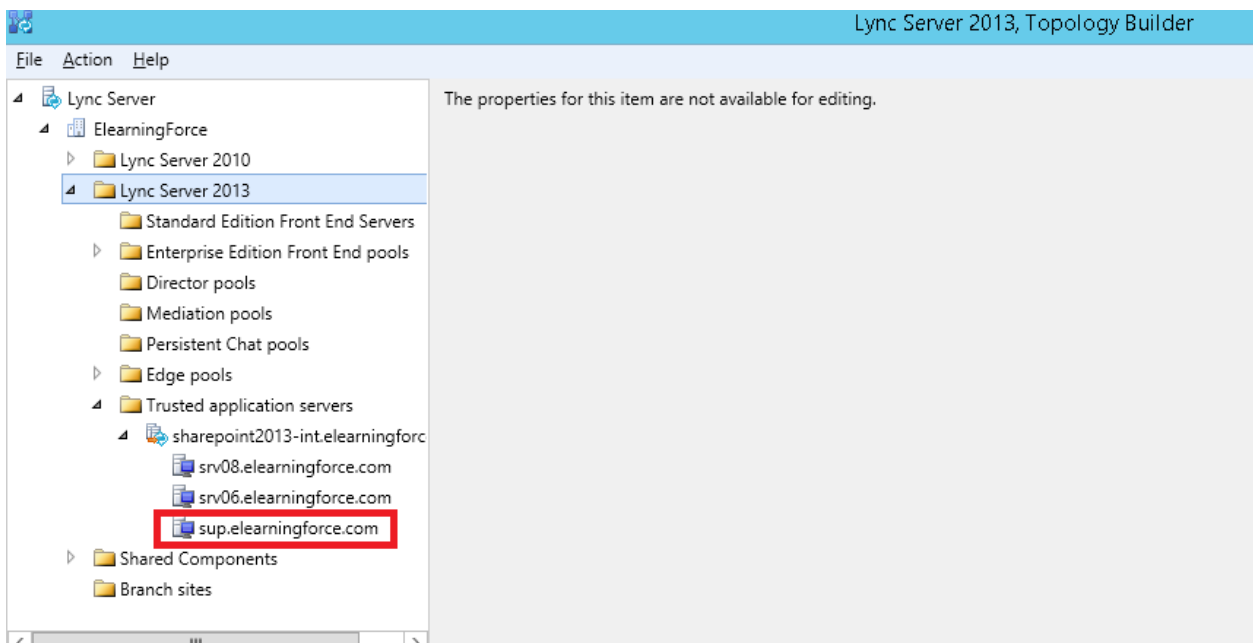 Lync Server 2013, Topology Builder
File Action Help
Lync Server
The properties for this item are not available for editing.
ElearningForce
Lync Server 2010
Lync Server 2013
Standard Edition Front End Servers
Enterprise Edition Front End pools
Director pools
Mediation pools
Persistent Chat pools
Edge pools
Trusted application servers
sharepoint2013-int.elearningforc
srv08.elearningforce.com
srv06.elearningforce.com
sup.elearningforce.com
Shared Components
Branch sites